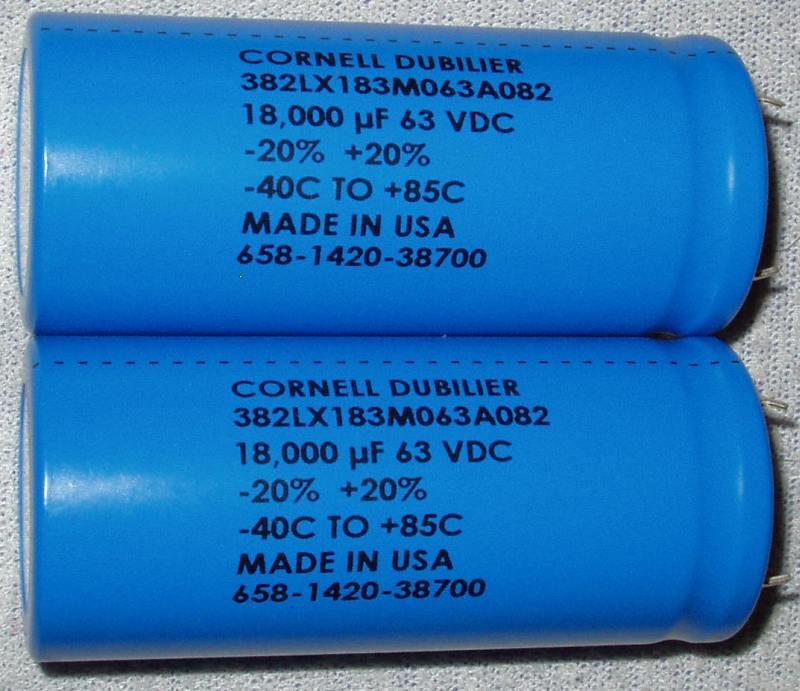 CORNELL DUBILIER
382LX183M063A082
18,000 µF 63 VDC
-20% +20%
-40C TO +85C
MADE IN USA
658-1420-38700
CORNELL DUBILIER
382LX183M063A082
18,000 µF 63 VDC
-20% +20%
-40C TO +85C
MADE IN USA
658-1420-38700